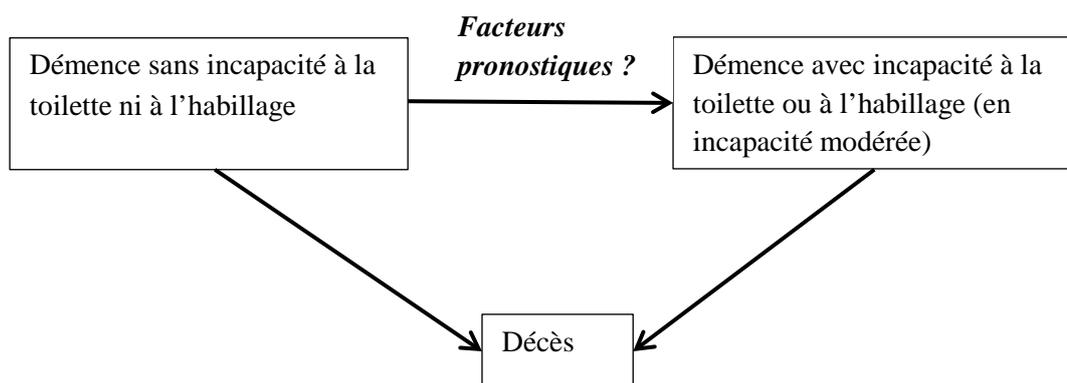 Facteurs
pronostiques ?
Démence sans incapacité à la
toilette ni à l’habillage
Démence avec incapacité à la
toilette ou à l’habillage (en
incapacité modérée)
Décès